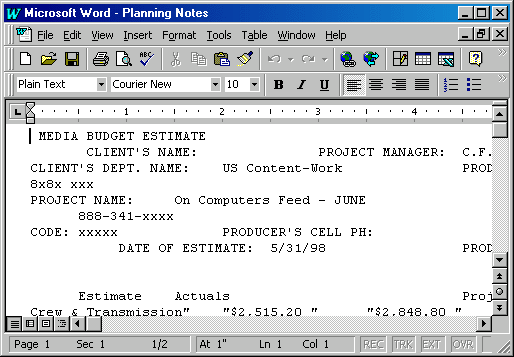 Microsoft Word - Planning Notes
File Edit View Insert Format Tools Table Window Help
Plain Text Courier New 10 B I U
1 2 3 4
MEDIA BUDGET ESTIMATE
CLIENT'S NAME: PROJECT MANAGER: C.F.
CLIENT'S DEPT. NAME: US Content-Work PROD
8x8x xxx
PROJECT NAME: On Computers Feed - JUNE
888-341-xxxx
CODE: xxxxx PRODUCER'S CELL PH:
DATE OF ESTIMATE: 5/31/98 PROD
Estimate Actuals Proj
Crew & Transmission" "$2,515.20 " "$2,848.80 "
Page 1 Sec 1 1/2 At 1" Ln 1 Col 1 REC TRK EXT OVR